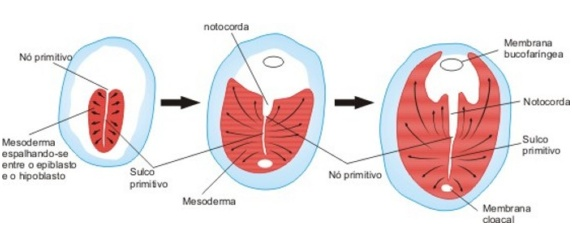 Nó primitivo
Mesoderma
espalhando-se
entre o epiblasto
e o hipoblasto
Sulco
primitivo
notocorda
Mesoderma
Nó primitivo
Membrana
bucofaríngea
Notocorda
Sulco
primitivo
Membrana
cloacal